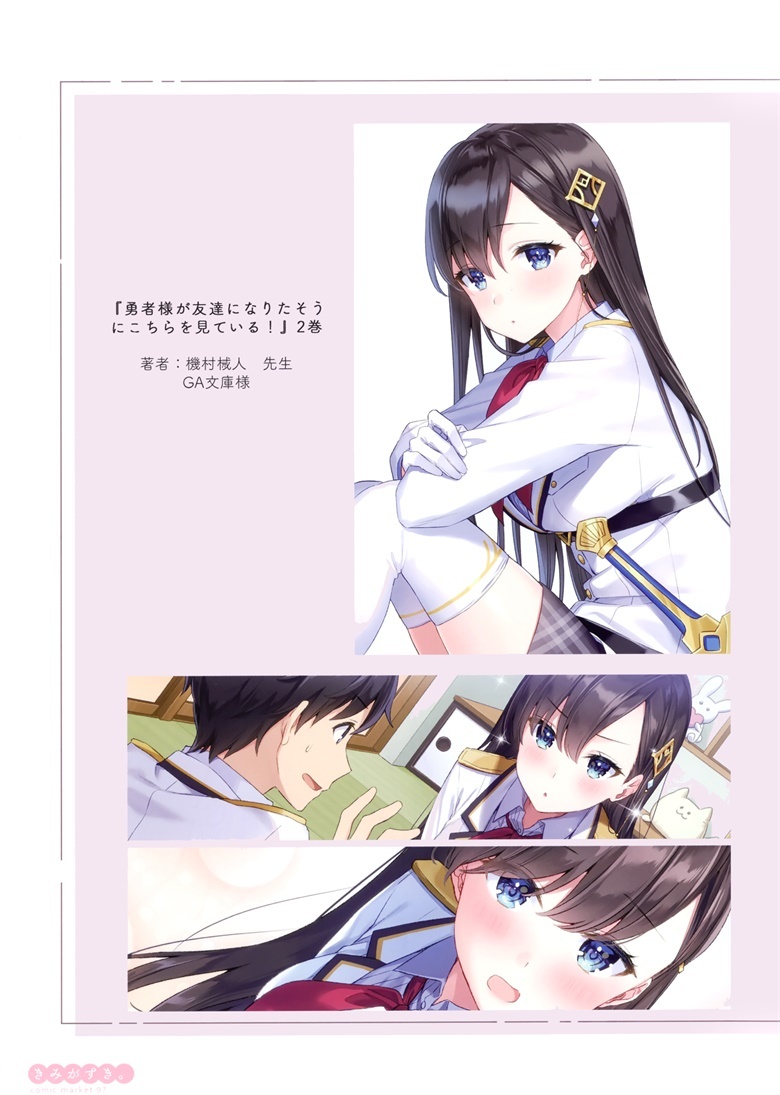 『勇者様が友達になりたそう
にこちらを見ている！』2巻
著者：機村械人　先生
GA文庫様
きみがずき。
comic market 97